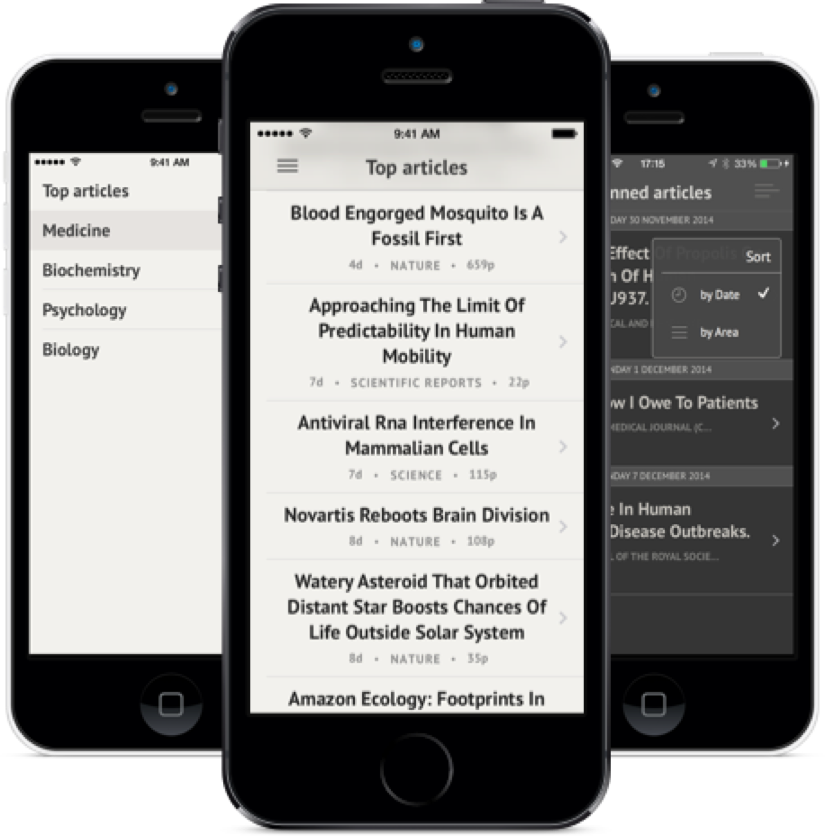 9:41 AM
Top articles
Medicine
Biochemistry
Psychology
Biology
9:41 AM
Top articles
Blood Engorged Mosquito Is A
Fossil First
4d • NATURE • 659p
Approaching The Limit Of
Predictability In Human
Mobility
7d • SCIENTIFIC REPORTS • 22p
Antiviral Rna Interference In
Mammalian Cells
7d • SCIENCE • 115p
Novartis Reboots Brain Division
8d • NATURE • 108p
Watery Asteroid That Orbited
Distant Star Boosts Chances Of
Life Outside Solar System
8d • NATURE • 35p
Amazon Ecology: Footprints In
17:15 33%
nned articles
DAY 30 NOVEMBER 2014
Effect Of Propolis
n Of H
U937.
CAL AND
Sort
by Date
by Area
NDAY 1 DECEMBER 2014
ow I Owe To Patients
MEDICAL JOURNAL (C...
NDAY 7 DECEMBER 2014
e In Human
Disease Outbreaks.
L OF THE ROYAL SOCIE...